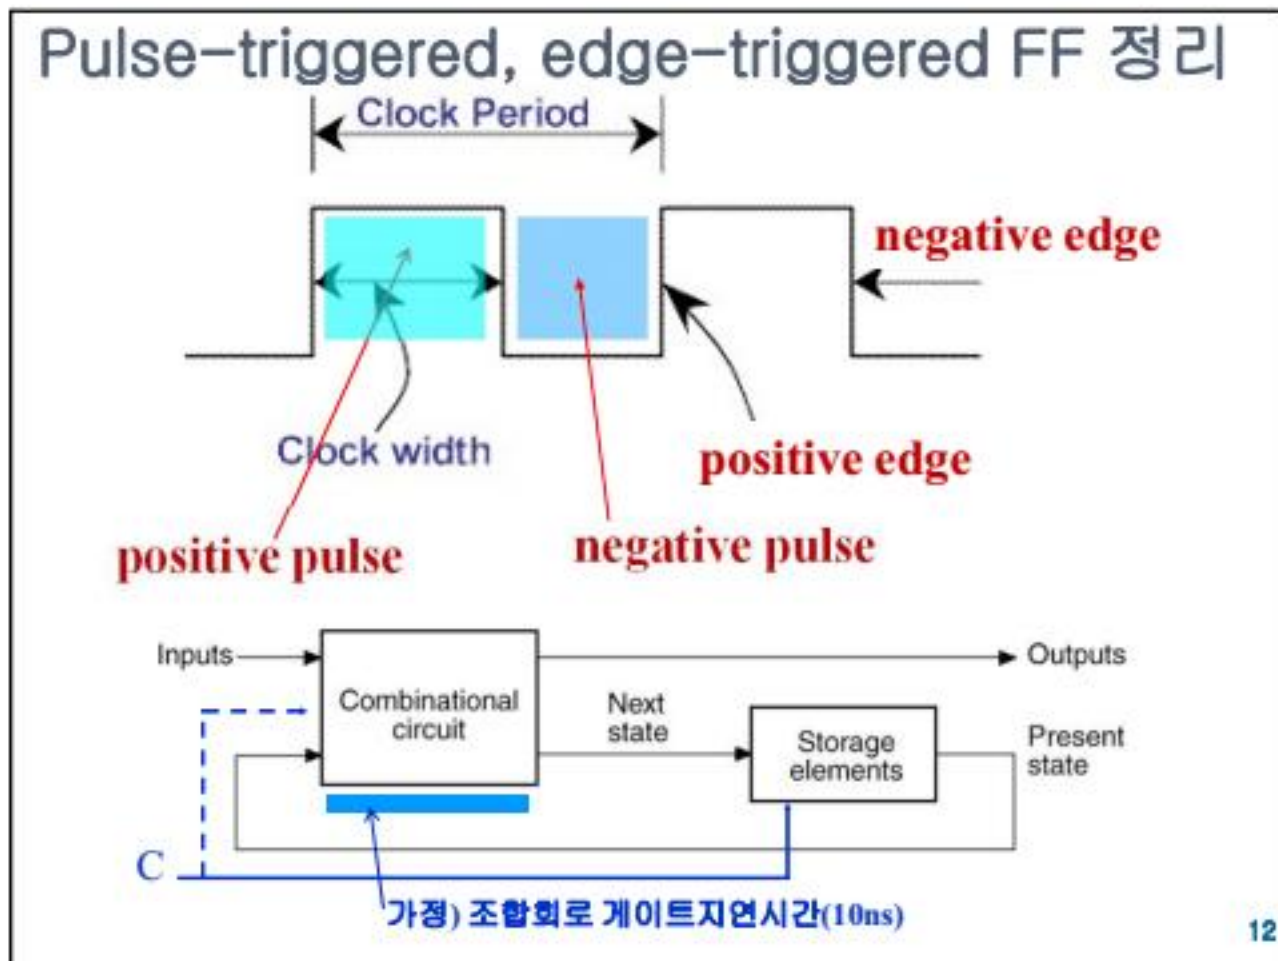 Pulse-triggered, edge-triggered FF 정리
Clock Period
negative edge
Clock width
positive edge
positive pulse
negative pulse
Inputs
Combinational
circuit
Next
state
Storage
elements
Outputs
Present
state
C
가정) 조합회로 게이트지연시간(10ns)
12